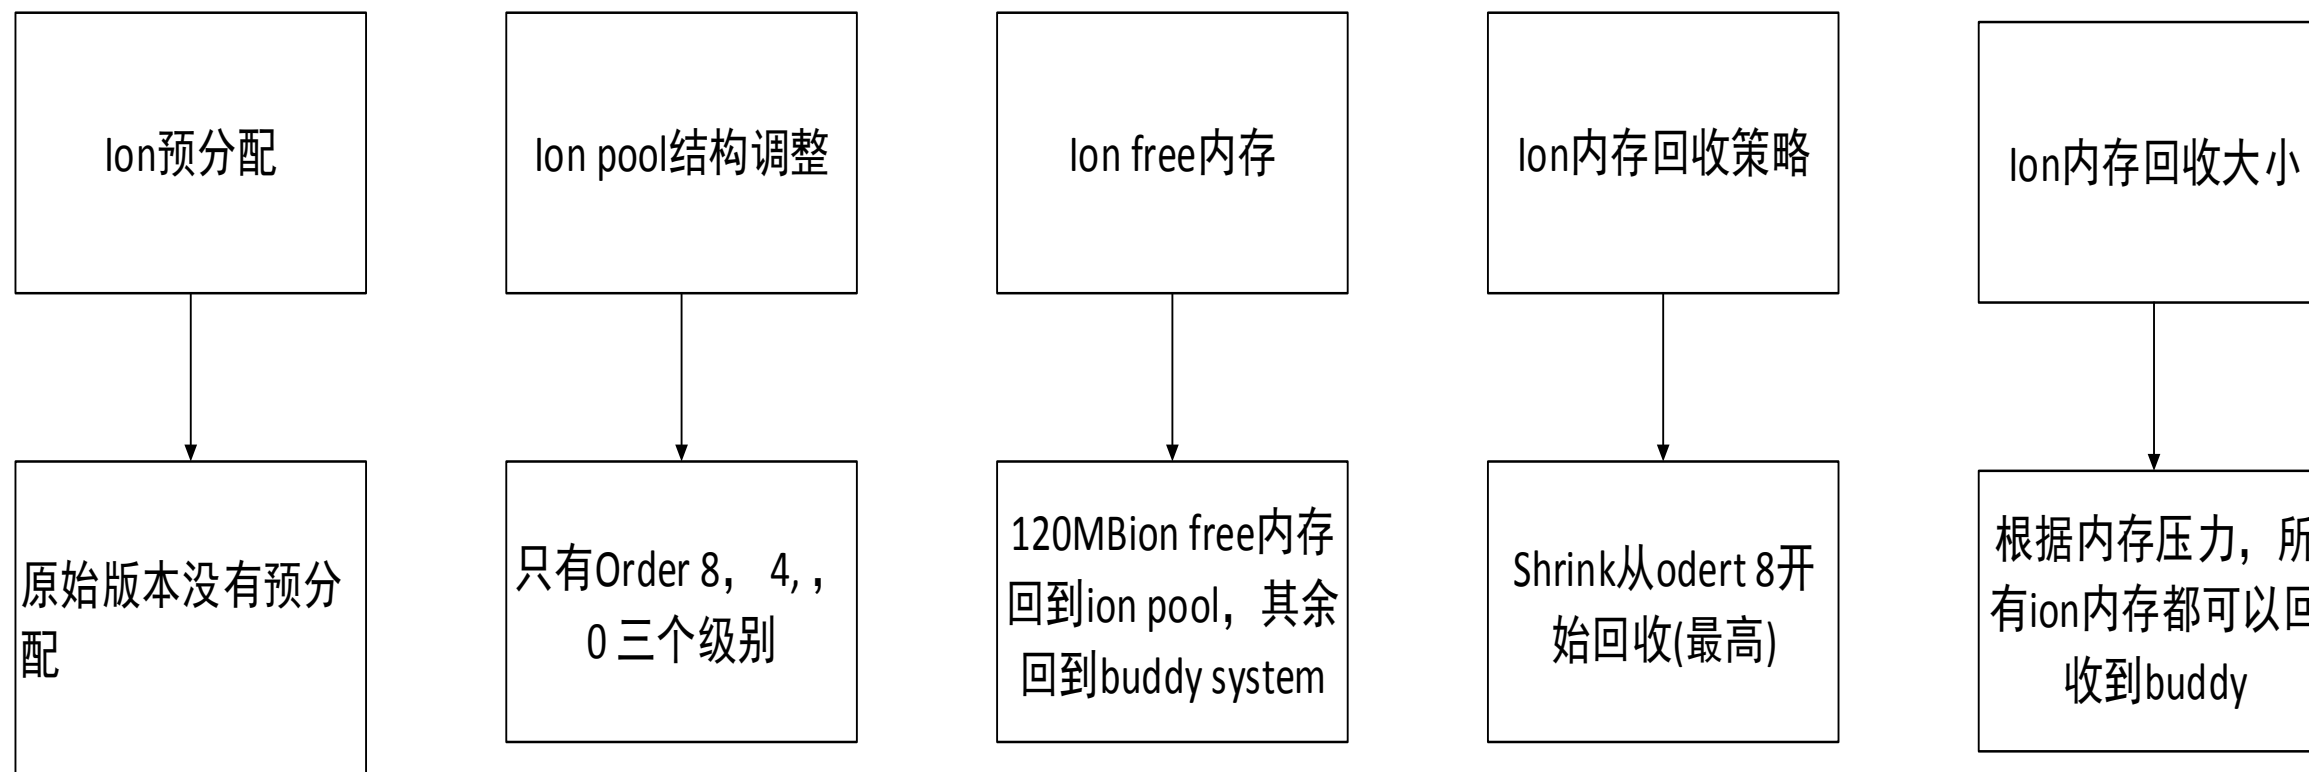 Ion预分配
Ion pool结构调整
Ion free内存
Ion内存回收策略
Ion内存回收大小
原始版本没有预分
配
只有Order 8， 4, ，
0 三个级别
120MBion free内存
回到ion pool，其余
回到buddy system
Shrink从odert 8开
始回收(最高)
根据内存压力，所
有ion内存都可以回
收到buddy